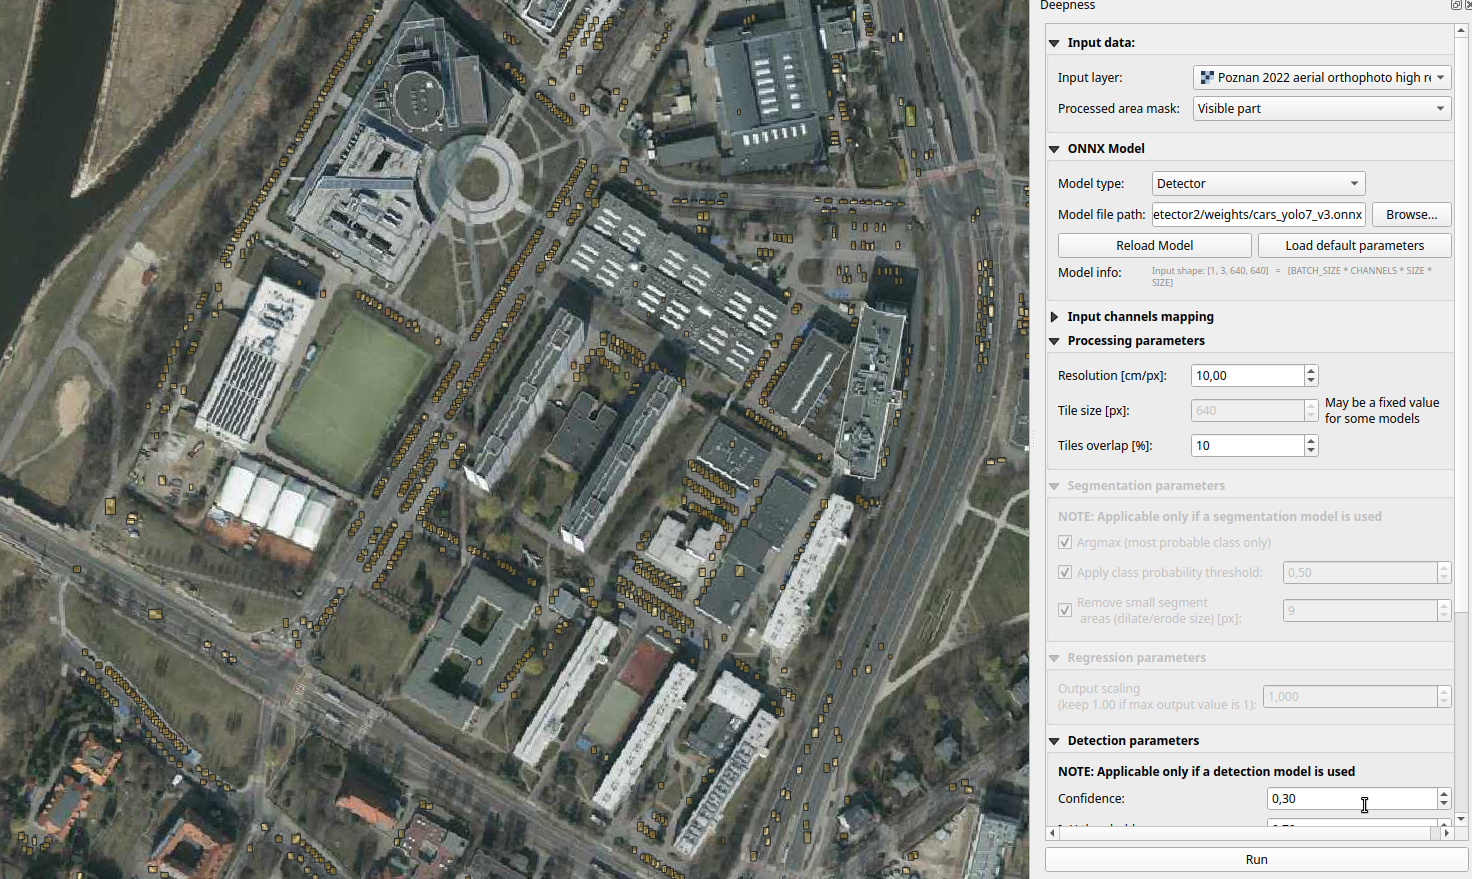 Deepness
Input data:
Input layer: Poznan 2022 aerial orthophoto high re
Processed area mask: Visible part
ONNX Model
Model type: Detector
Model file path: etector2/weights/cars_yolo7_v3.onnx Browse...
Reload Model Load default parameters
Model info: Input shape: [1, 3, 640, 640] = [BATCH_SIZE * CHANNELS * SIZE *
SIZE]
Input channels mapping
Processing parameters
Resolution [cm/px]: 10,00
Tile size [px]: 640 May be a fixed value
for some models
Tiles overlap [%]: 10
Segmentation parameters
NOTE: Applicable only if a segmentation model is used
Argmax (most probable class only)
Apply class probability threshold: 0,50
Remove small segment
areas (dilate/erode size) [px]: 9
Regression parameters
Output scaling
(keep 1.00 if max output value is 1): 1,000
Detection parameters
NOTE: Applicable only if a detection model is used
Confidence: 0,30
Run